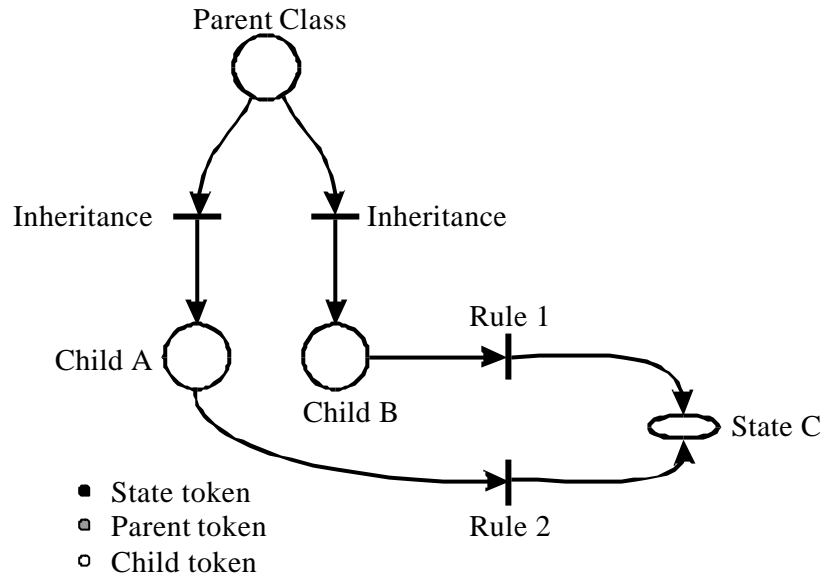 Parent Class
Inheritance
Inheritance
Rule 1
Child A
Child B
State C
State token
Parent token
Rule 2
Child token